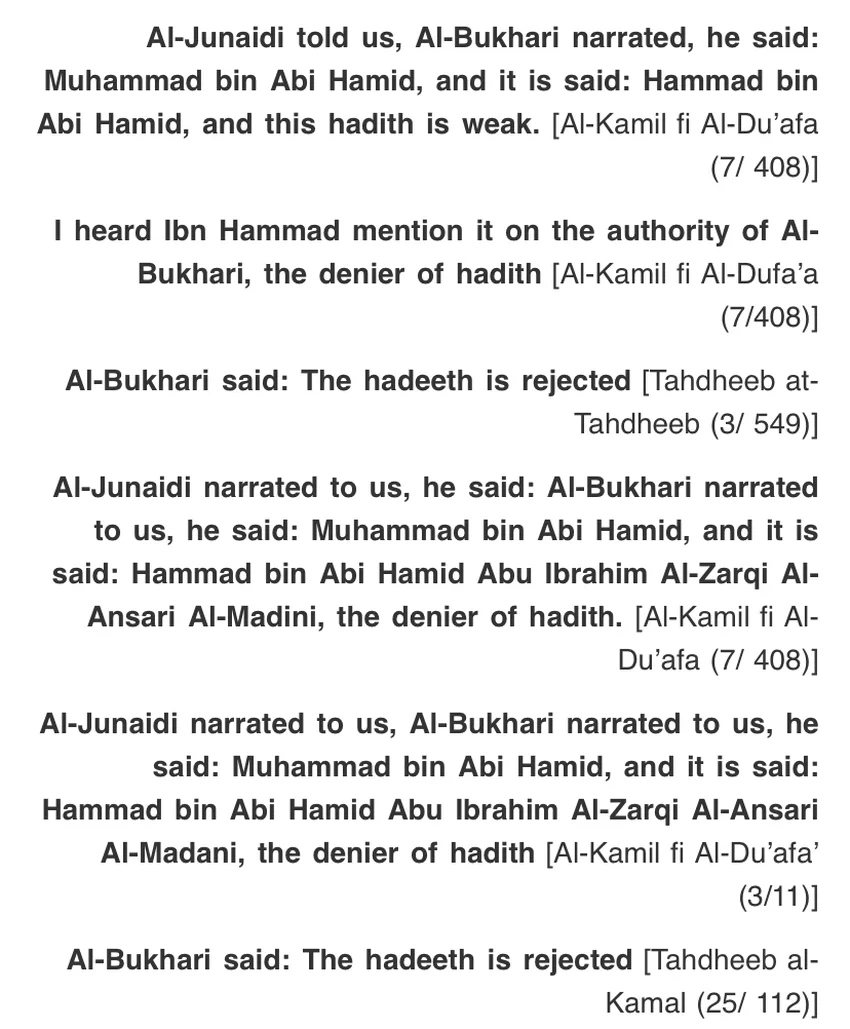 Al-Junaidi told us, Al-Bukhari narrated, he said:
Muhammad bin Abi Hamid, and it is said: Hammad bin
Abi Hamid, and this hadith is weak. [Al-Kamil fi Al-Du’afa
(7/ 408)]
I heard Ibn Hammad mention it on the authority of Al-
Bukhari, the denier of hadith [Al-Kamil fi Al-Dufa’a
(7/408)]
Al-Bukhari said: The hadeeth is rejected [Tahdheeb at-
Tahdheeb (3/ 549)]
Al-Junaidi narrated to us, he said: Al-Bukhari narrated
to us, he said: Muhammad bin Abi Hamid, and it is
said: Hammad bin Abi Hamid Abu Ibrahim Al-Zarqi Al-
Ansari Al-Madini, the denier of hadith. [Al-Kamil fi Al-
Du’afa (7/ 408)]
Al-Junaidi narrated to us, Al-Bukhari narrated to us, he
said: Muhammad bin Abi Hamid, and it is said:
Hammad bin Abi Hamid Abu Ibrahim Al-Zarqi Al-Ansari
Al-Madani, the denier of hadith [Al-Kamil fi Al-Du’afa’
(3/11)]
Al-Bukhari said: The hadeeth is rejected [Tahdheeb al-
Kamal (25/ 112)]